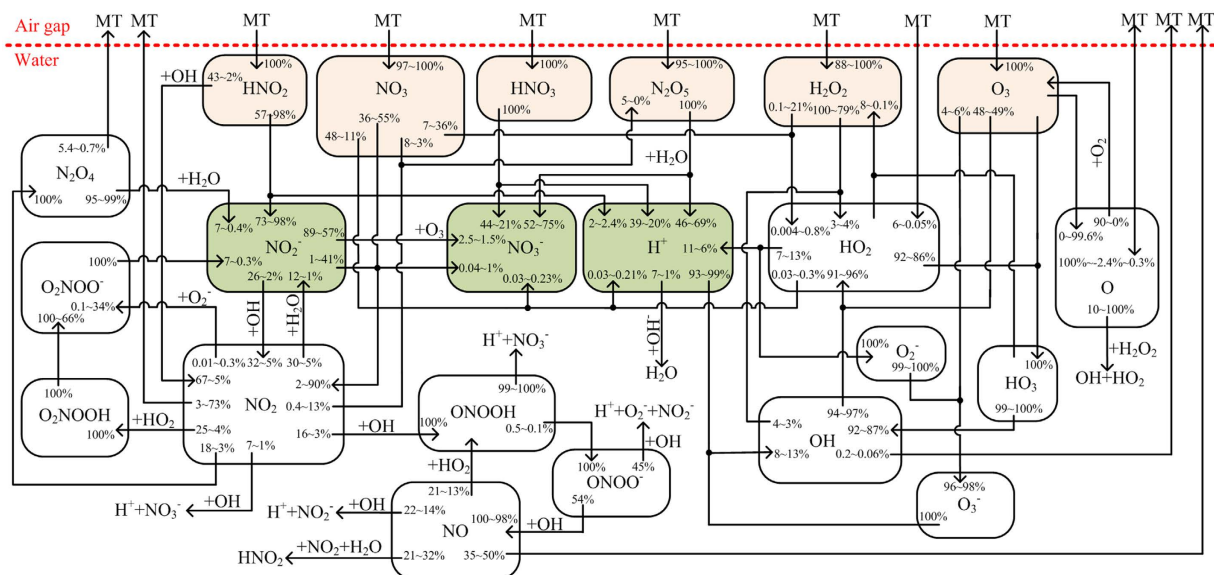 Air gap
MT MT MT MT MT MT MT MT MT MT MT MT
Water
+OH
43~2%
100%
HNO2
57~98%
97~100%
NO3
36~55%
48~11%
8~3%
7~36%
100%
HNO3
100%
95~100%
N2O5
5~0%
100%
+H2O
88~100%
H2O2
0.1~21%
100~79%
8~0.1%
100%
O3
4~6%
48~49%
+O2
5.4~0.7%
N2O4
100%
95~99%
+H2O
7~0.4%
73~98%
89~57%
NO2-
1~41%
7~0.3%
26~2%
12~1%
+O3
44~21%
52~75%
2.5~1.5%
NO3-
0.04~1%
0.03~0.23%
2~2.4%
39~20%
46~69%
H+
11~6%
0.03~0.21%
7~1%
93~99%
0.004~0.8%
3~4%
6~0.05%
HO2
7~13%
92~86%
0.03~0.3%
91~96%
0~99.6%
90~0%
100%~2.4%~0.3%
O
10~100%
+H2O2
OH+HO2
100%
O2NOO-
0.1~34%
100~66%
+O2-
+OH
+H2O
+OH-
H2O
H++NO3-
100%
O2-
99~100%
100%
HO3
99~100%
100%
O2NOOH
100%
+HO2
0.01~0.3%
32~5%
30~5%
67~5%
2~90%
NO2
3~73%
0.4~13%
25~4%
16~3%
18~3%
7~1%
+OH
99~100%
ONOOH
100%
0.5~0.1%
H++O2-+NO2-
+OH
100%
45%
ONOO-
54%
94~97%
4~3%
92~87%
OH
8~13%
0.2~0.06%
96~98%
O3-
100%
+HO2
21~13%
22~14%
NO
100~98%
21~32%
35~50%
+OH
+OH
H++NO3-
+OH
H++NO2-
+NO2+H2O
HNO2